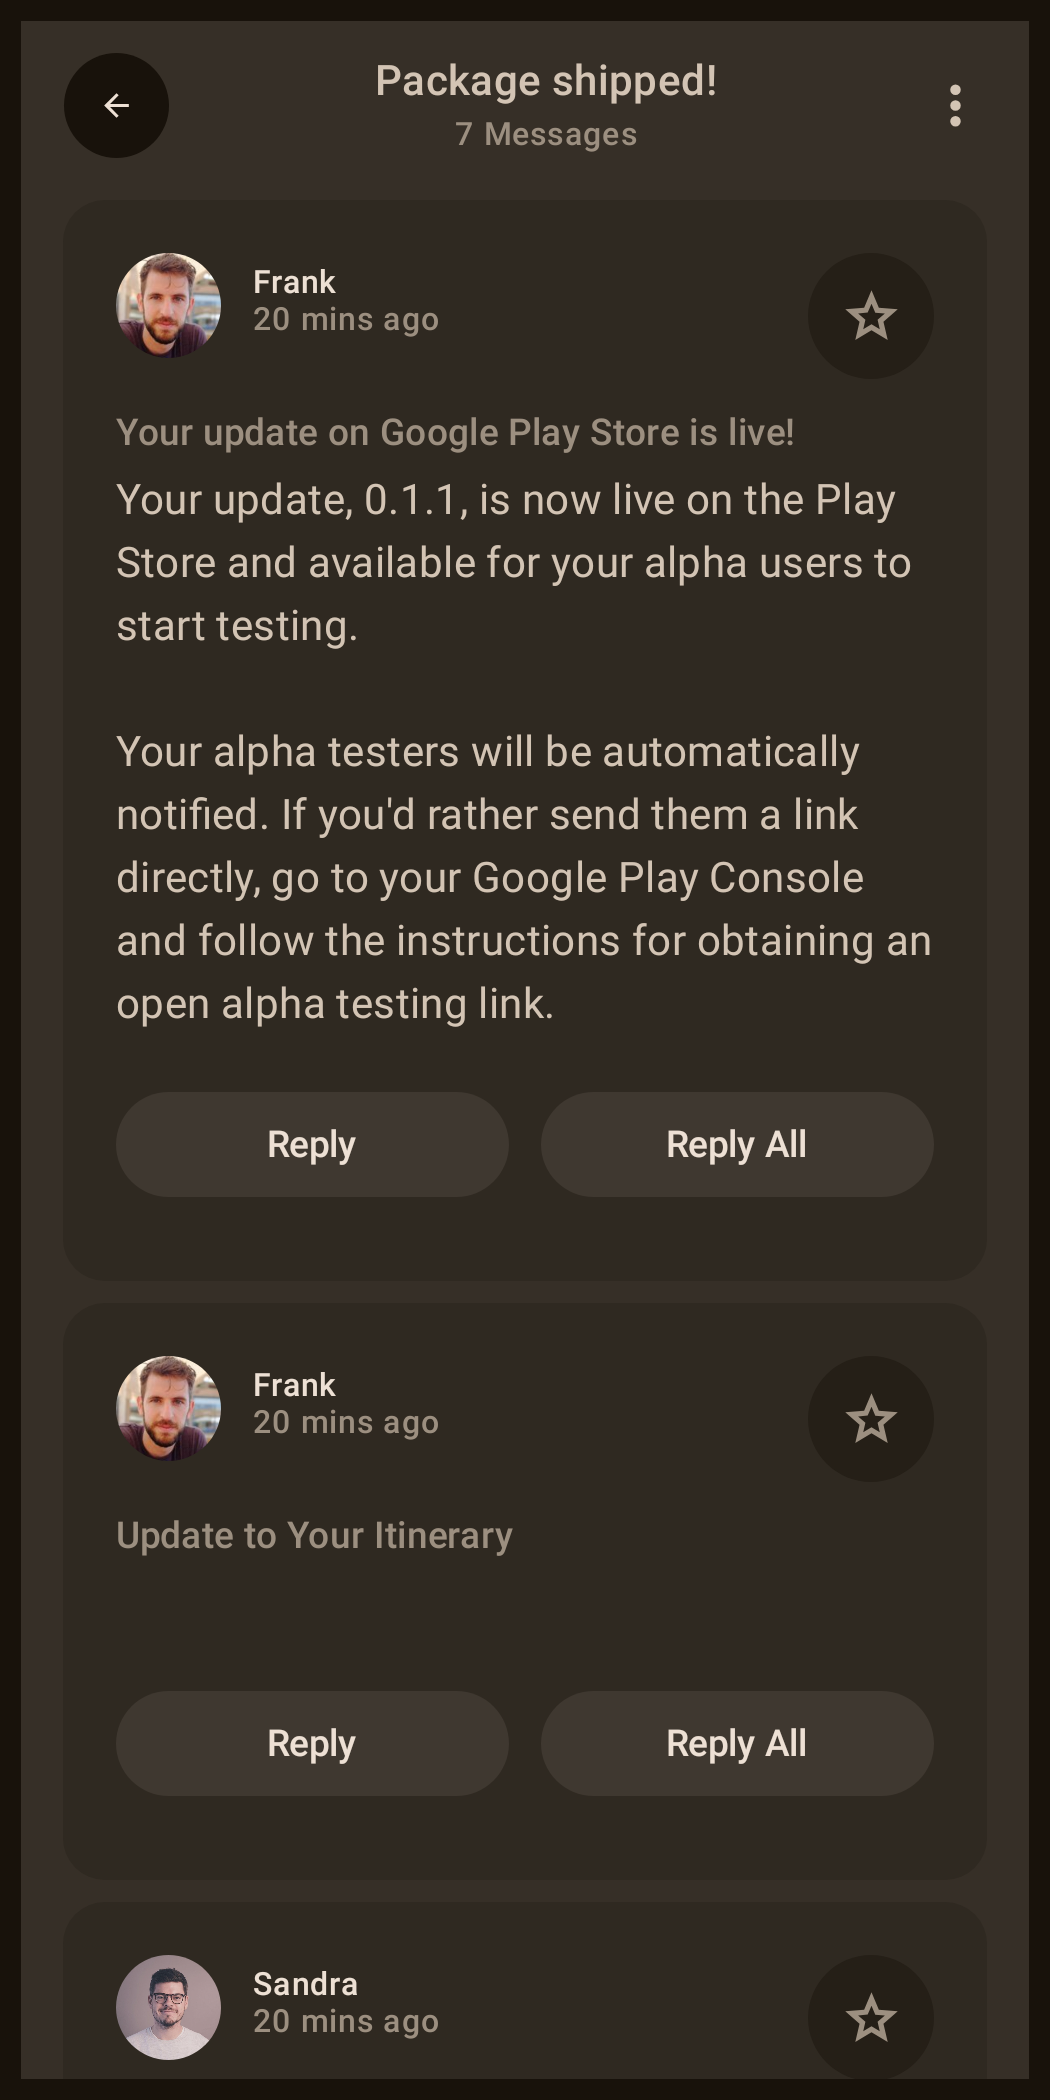 Package shipped!
7 Messages
Frank
20 mins ago
Your update on Google Play Store is live!
Your update, 0.1.1, is now live on the Play
Store and available for your alpha users to
start testing.
Your alpha testers will be automatically
notified. If you'd rather send them a link
directly, go to your Google Play Console
and follow the instructions for obtaining an
open alpha testing link.
Reply
Reply All
Frank
20 mins ago
Update to Your Itinerary
Reply
Reply All
Sandra
20 mins ago